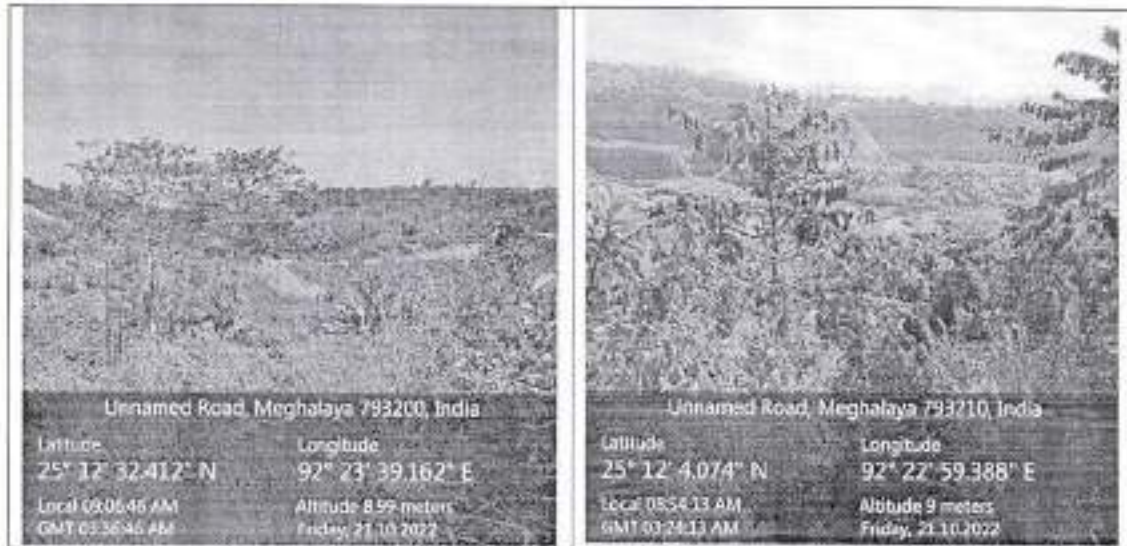 Unnamed Road, Meghalaya 793200, India
Latitude
25° 12' 32.412" N
Longitude
92° 23' 39.162" E
Local 09:06:46 AM
GMT 03:36:46 AM
Altitude 8.99 meters
Friday, 21.10.2022
Unnamed Road, Meghalaya 793210, India
Latitude
25° 12' 4.074" N
Longitude
92° 22' 59.388" E
Local 08:54:13 AM
GMT 03:24:13 AM
Altitude 9 meters
Friday, 21.10.2022